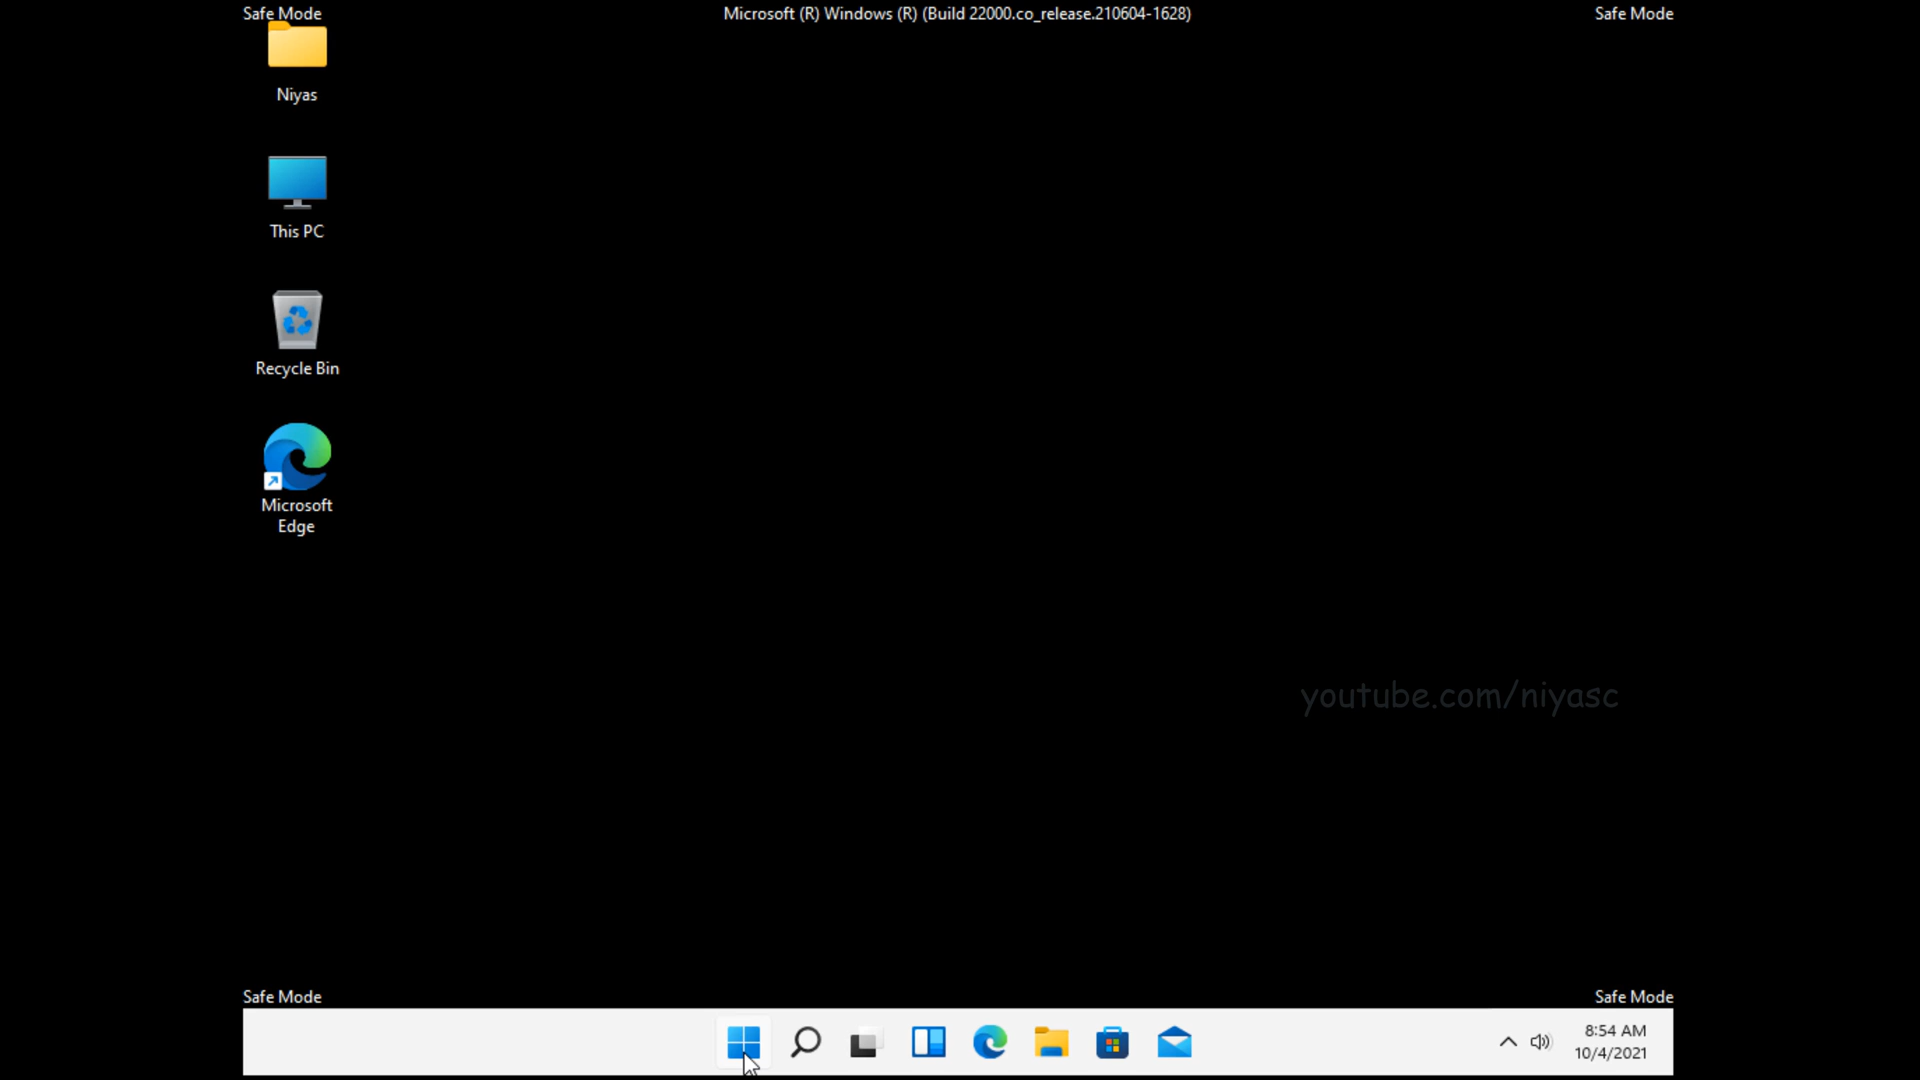 Safe Mode
Microsoft (R) Windows (R) (Build 22000.co_release.210604-1628)
Safe Mode
Niyas
This PC
Recycle Bin
Microsoft
Edge
youtube.com/niyasc
Safe Mode
Safe Mode
8:54 AM
10/4/2021